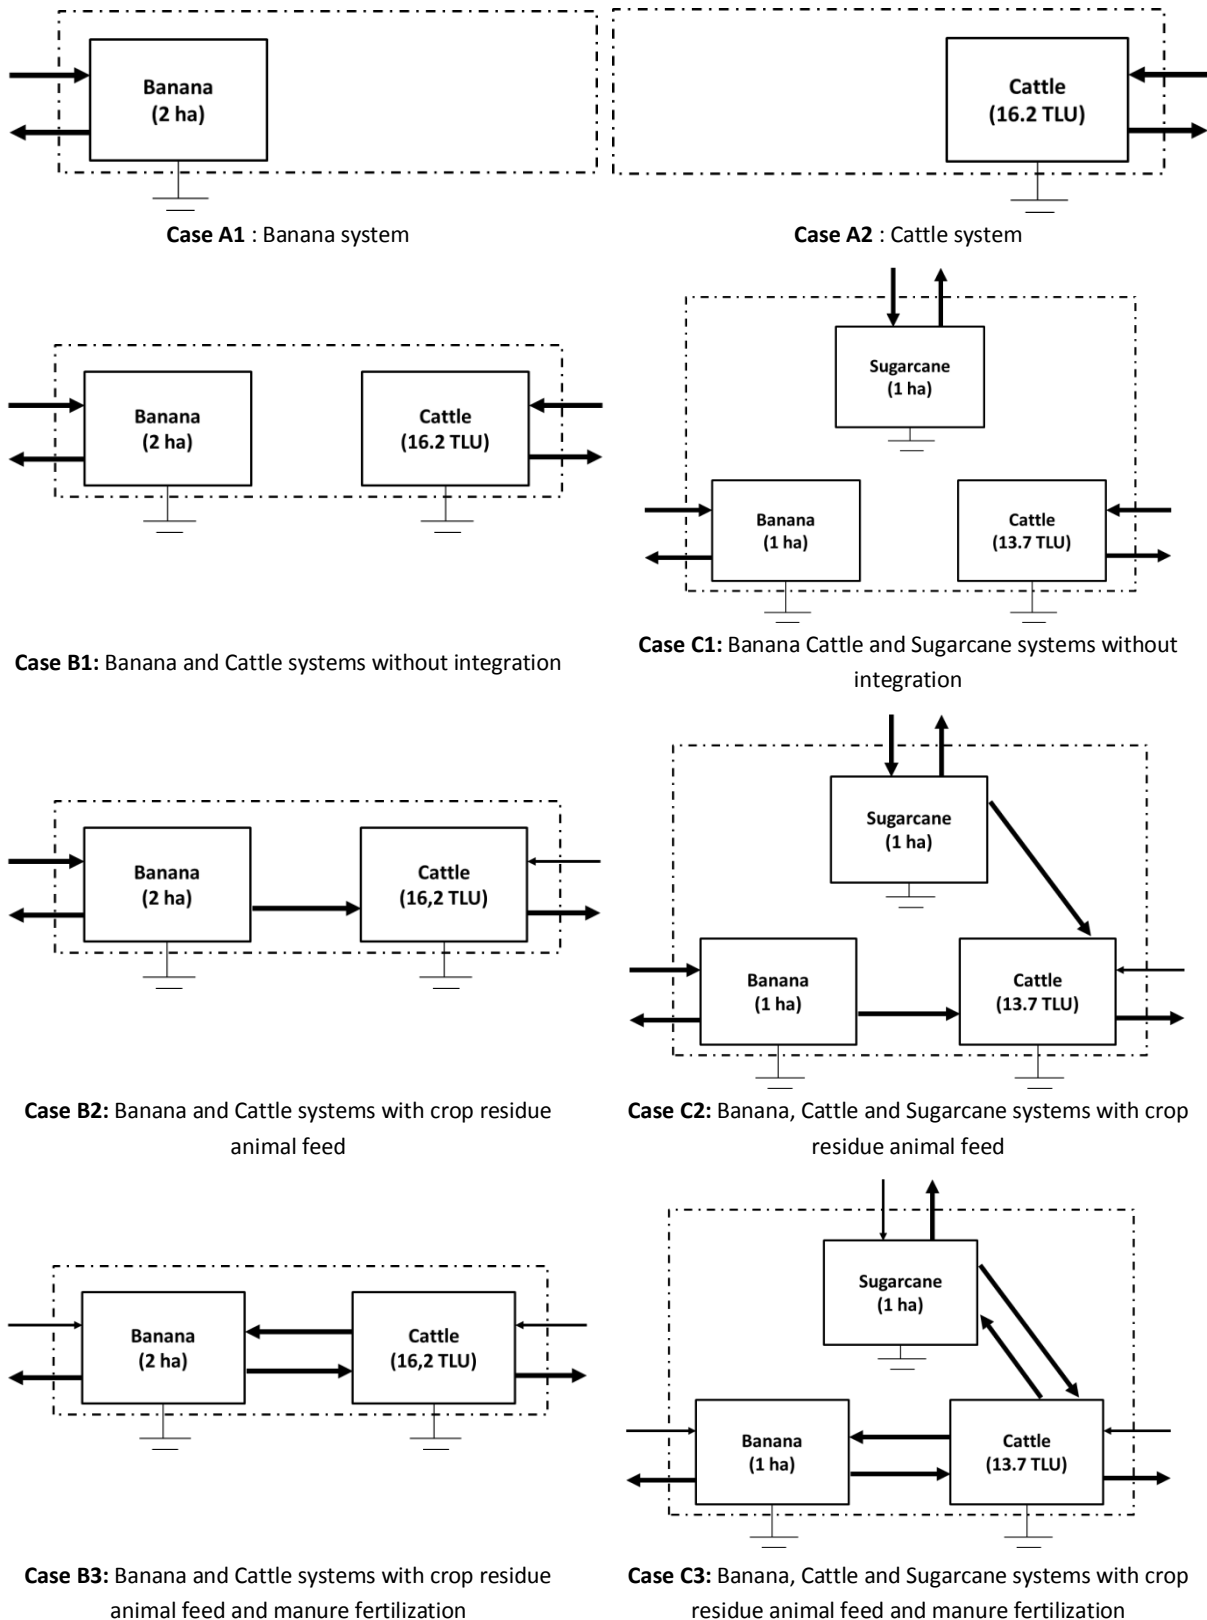 Banana
(2 ha)
Cattle
(16.2 TLU)
Case A1 : Banana system
Case A2 : Cattle system
Banana
(2 ha)
Cattle
(16.2 TLU)
Case B1: Banana and Cattle systems without integration
Sugarcane
(1 ha)
Banana
(1 ha)
Cattle
(13.7 TLU)
Case C1: Banana Cattle and Sugarcane systems without
integration
Banana
(2 ha)
Cattle
(16,2 TLU)
Case B2: Banana and Cattle systems with crop residue
animal feed
Sugarcane
(1 ha)
Banana
(1 ha)
Cattle
(13.7 TLU)
Case C2: Banana, Cattle and Sugarcane systems with crop
residue animal feed
Banana
(2 ha)
Cattle
(16,2 TLU)
Case B3: Banana and Cattle systems with crop residue
animal feed and manure fertilization
Sugarcane
(1 ha)
Banana
(1 ha)
Cattle
(13.7 TLU)
Case C3: Banana, Cattle and Sugarcane systems with crop
residue animal feed and manure fertilization